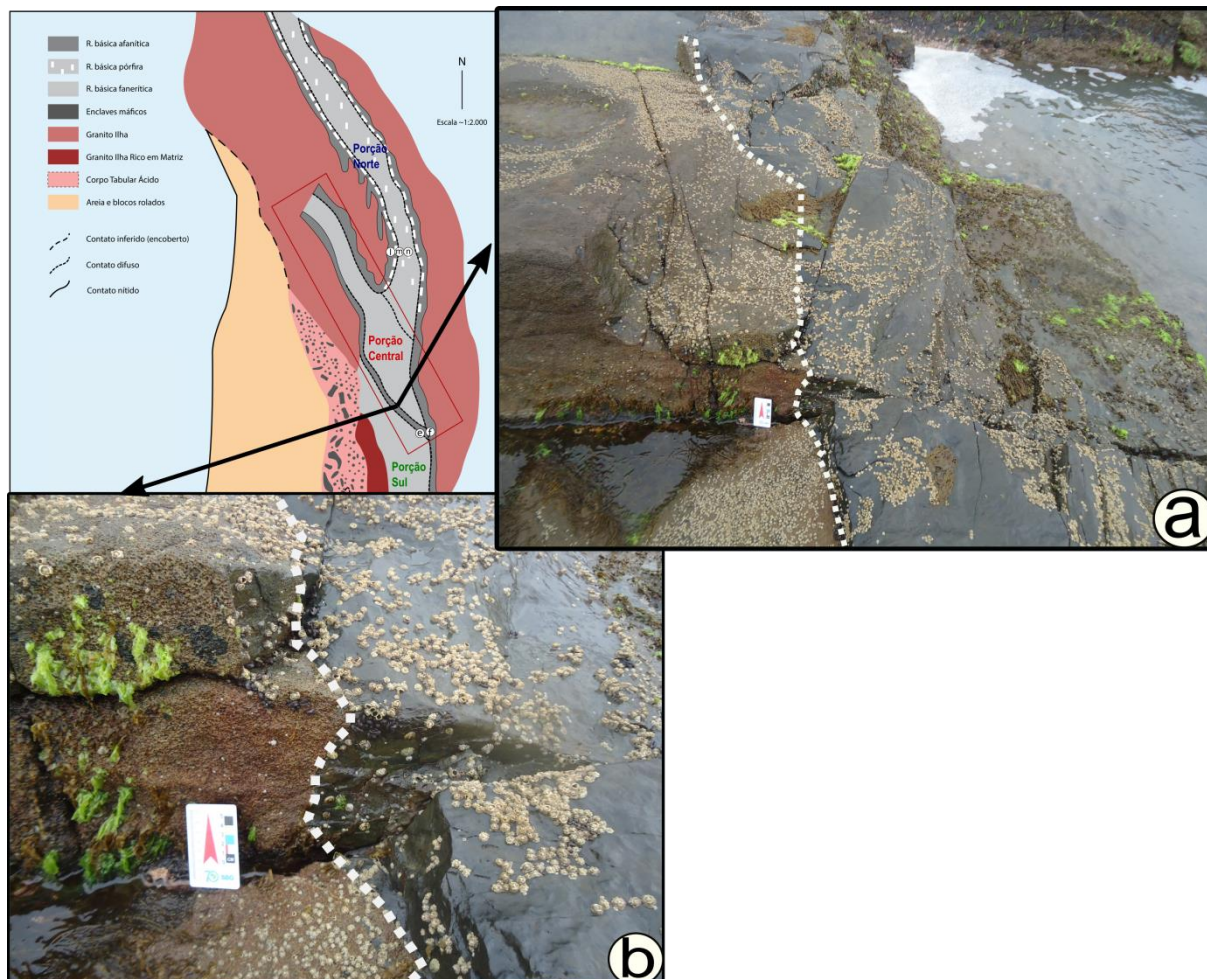 R. básica afanítica
R. básica pórfira
R. básica fanerítica
Enclaves máficos
Granito Ilha
Granito Ilha Rico em Matriz
Corpo Tabular Ácido
Areia e blocos rolados
Contato inferido (encoberto)
Contato difuso
Contato nítido
N
Escala ~1:2.000
Porção
Norte
i m n
Porção
Central
e f
Porção
Sul
a
b